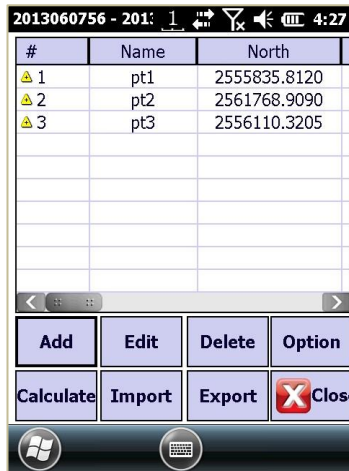 2013060756 - 201: 1 4:27
# Name North
1 pt1 2555835.8120
2 pt2 2561768.9090
3 pt3 2556110.3205
Add Edit Delete Option
Calculate Import Export Clos